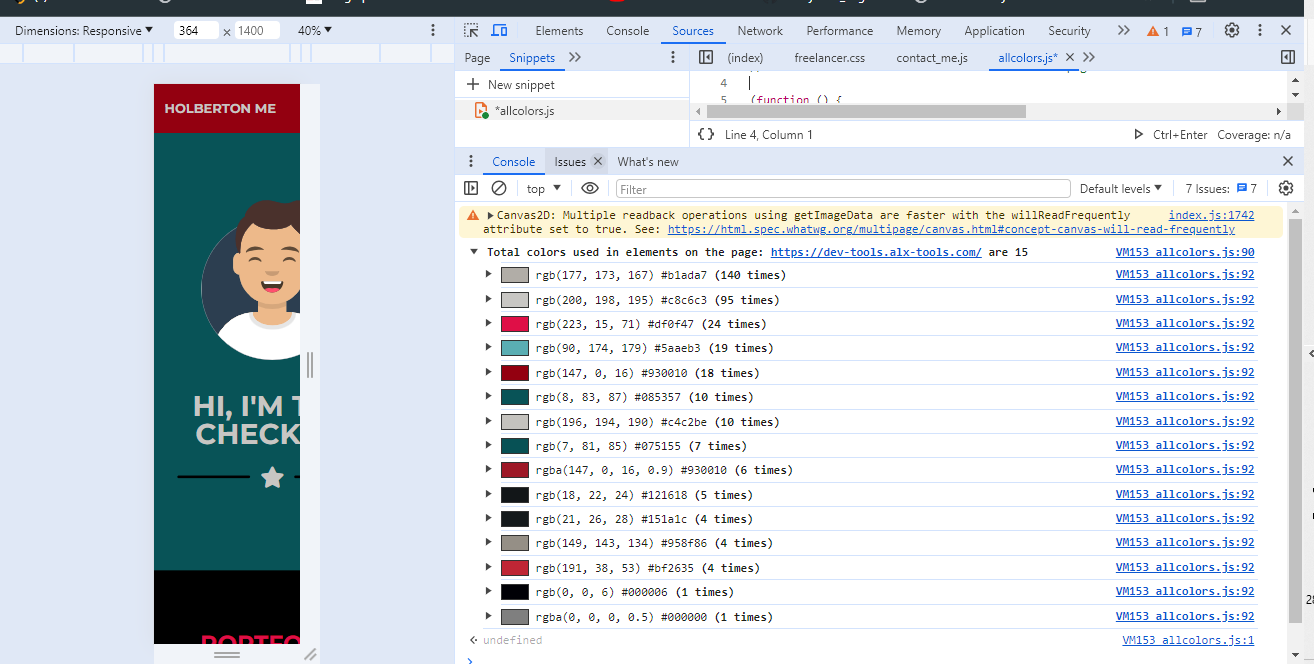 Dimensions: Responsive 364 × 1400 40%
Elements Console Sources Network Performance Memory Application Security 1 7
Page Snippets (index) freelancer.css contact_me.js allcolors.js*
New snippet
*allcolors.js
4
5 (function () {
{} Line 4, Column 1 Ctrl+Enter Coverage: n/a
Console Issues What's new
top Filter Default levels 7 Issues: 7
Canvas2D: Multiple readback operations using getImageData are faster with the willReadFrequently index.js:1742
attribute set to true. See: https://html.spec.whatwg.org/multipage/canvas.html#concept-canvas-will-read-frequently
Total colors used in elements on the page: https://dev-tools.alx-tools.com/ are 15 VM153 allcolors.js:90
rgb(177, 173, 167) #b1ada7 (140 times) VM153 allcolors.js:92
rgb(200, 198, 195) #c8c6c3 (95 times) VM153 allcolors.js:92
rgb(223, 15, 71) #df0f47 (24 times) VM153 allcolors.js:92
rgb(90, 174, 179) #5aaeb3 (19 times) VM153 allcolors.js:92
rgb(147, 0, 16) #930010 (18 times) VM153 allcolors.js:92
rgb(8, 83, 87) #085357 (10 times) VM153 allcolors.js:92
rgb(196, 194, 190) #c4c2be (10 times) VM153 allcolors.js:92
rgb(7, 81, 85) #075155 (7 times) VM153 allcolors.js:92
rgba(147, 0, 16, 0.9) #930010 (6 times) VM153 allcolors.js:92
rgb(18, 22, 24) #121618 (5 times) VM153 allcolors.js:92
rgb(21, 26, 28) #151a1c (4 times) VM153 allcolors.js:92
rgb(149, 143, 134) #958f86 (4 times) VM153 allcolors.js:92
rgb(191, 38, 53) #bf2635 (4 times) VM153 allcolors.js:92
rgb(0, 0, 6) #000006 (1 times) VM153 allcolors.js:92
rgba(0, 0, 0, 0.5) #000000 (1 times) VM153 allcolors.js:92
undefined VM153 allcolors.js:1
HOLBERTON ME
HI, I'M T
CHECK
PORTFO
28